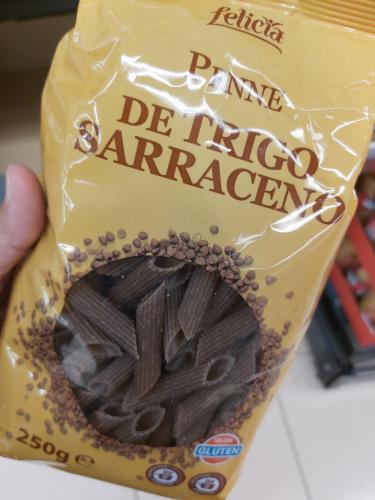 felicia
PENNE
DE TRIGO
SARRACENO
250g e
GLUTEN